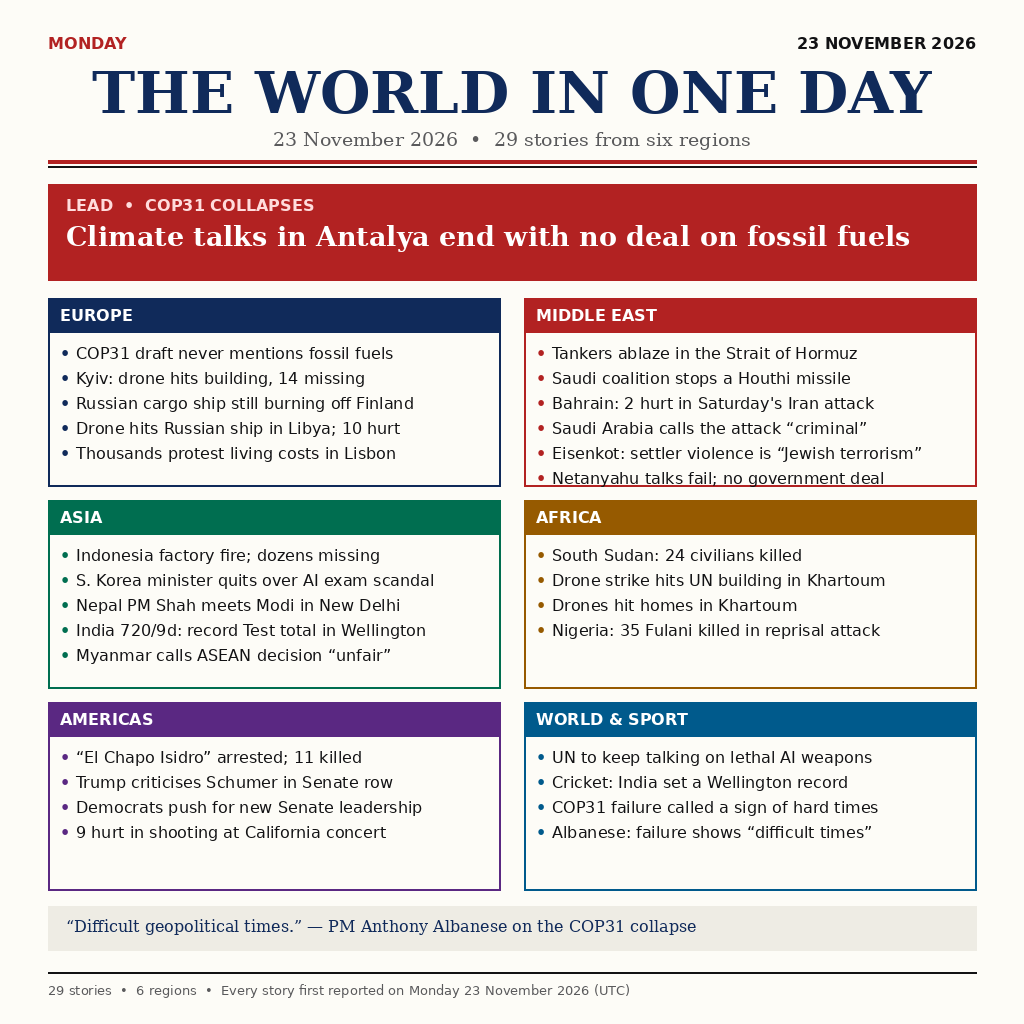 MONDAY
23 NOVEMBER 2026
THE WORLD IN ONE DAY
23 November 2026 • 29 stories from six regions
LEAD • COP31 COLLAPSES
Climate talks in Antalya end with no deal on fossil fuels
EUROPE
• COP31 draft never mentions fossil fuels
• Kyiv: drone hits building, 14 missing
• Russian cargo ship still burning off Finland
• Drone hits Russian ship in Libya; 10 hurt
• Thousands protest living costs in Lisbon
MIDDLE EAST
• Tankers ablaze in the Strait of Hormuz
• Saudi coalition stops a Houthi missile
• Bahrain: 2 hurt in Saturday's Iran attack
• Saudi Arabia calls the attack “criminal”
• Eisenkot: settler violence is “Jewish terrorism”
• Netanyahu talks fail; no government deal
ASIA
• Indonesia factory fire; dozens missing
• S. Korea minister quits over AI exam scandal
• Nepal PM Shah meets Modi in New Delhi
• India 720/9d: record Test total in Wellington
• Myanmar calls ASEAN decision “unfair”
AFRICA
• South Sudan: 24 civilians killed
• Drone strike hits UN building in Khartoum
• Drones hit homes in Khartoum
• Nigeria: 35 Fulani killed in reprisal attack
AMERICAS
• “El Chapo Isidro” arrested; 11 killed
• Trump criticises Schumer in Senate row
• Democrats push for new Senate leadership
• 9 hurt in shooting at California concert
WORLD & SPORT
• UN to keep talking on lethal AI weapons
• Cricket: India set a Wellington record
• COP31 failure called a sign of hard times
• Albanese: failure shows “difficult times”
“Difficult geopolitical times.” — PM Anthony Albanese on the COP31 collapse
29 stories • 6 regions • Every story first reported on Monday 23 November 2026 (UTC)